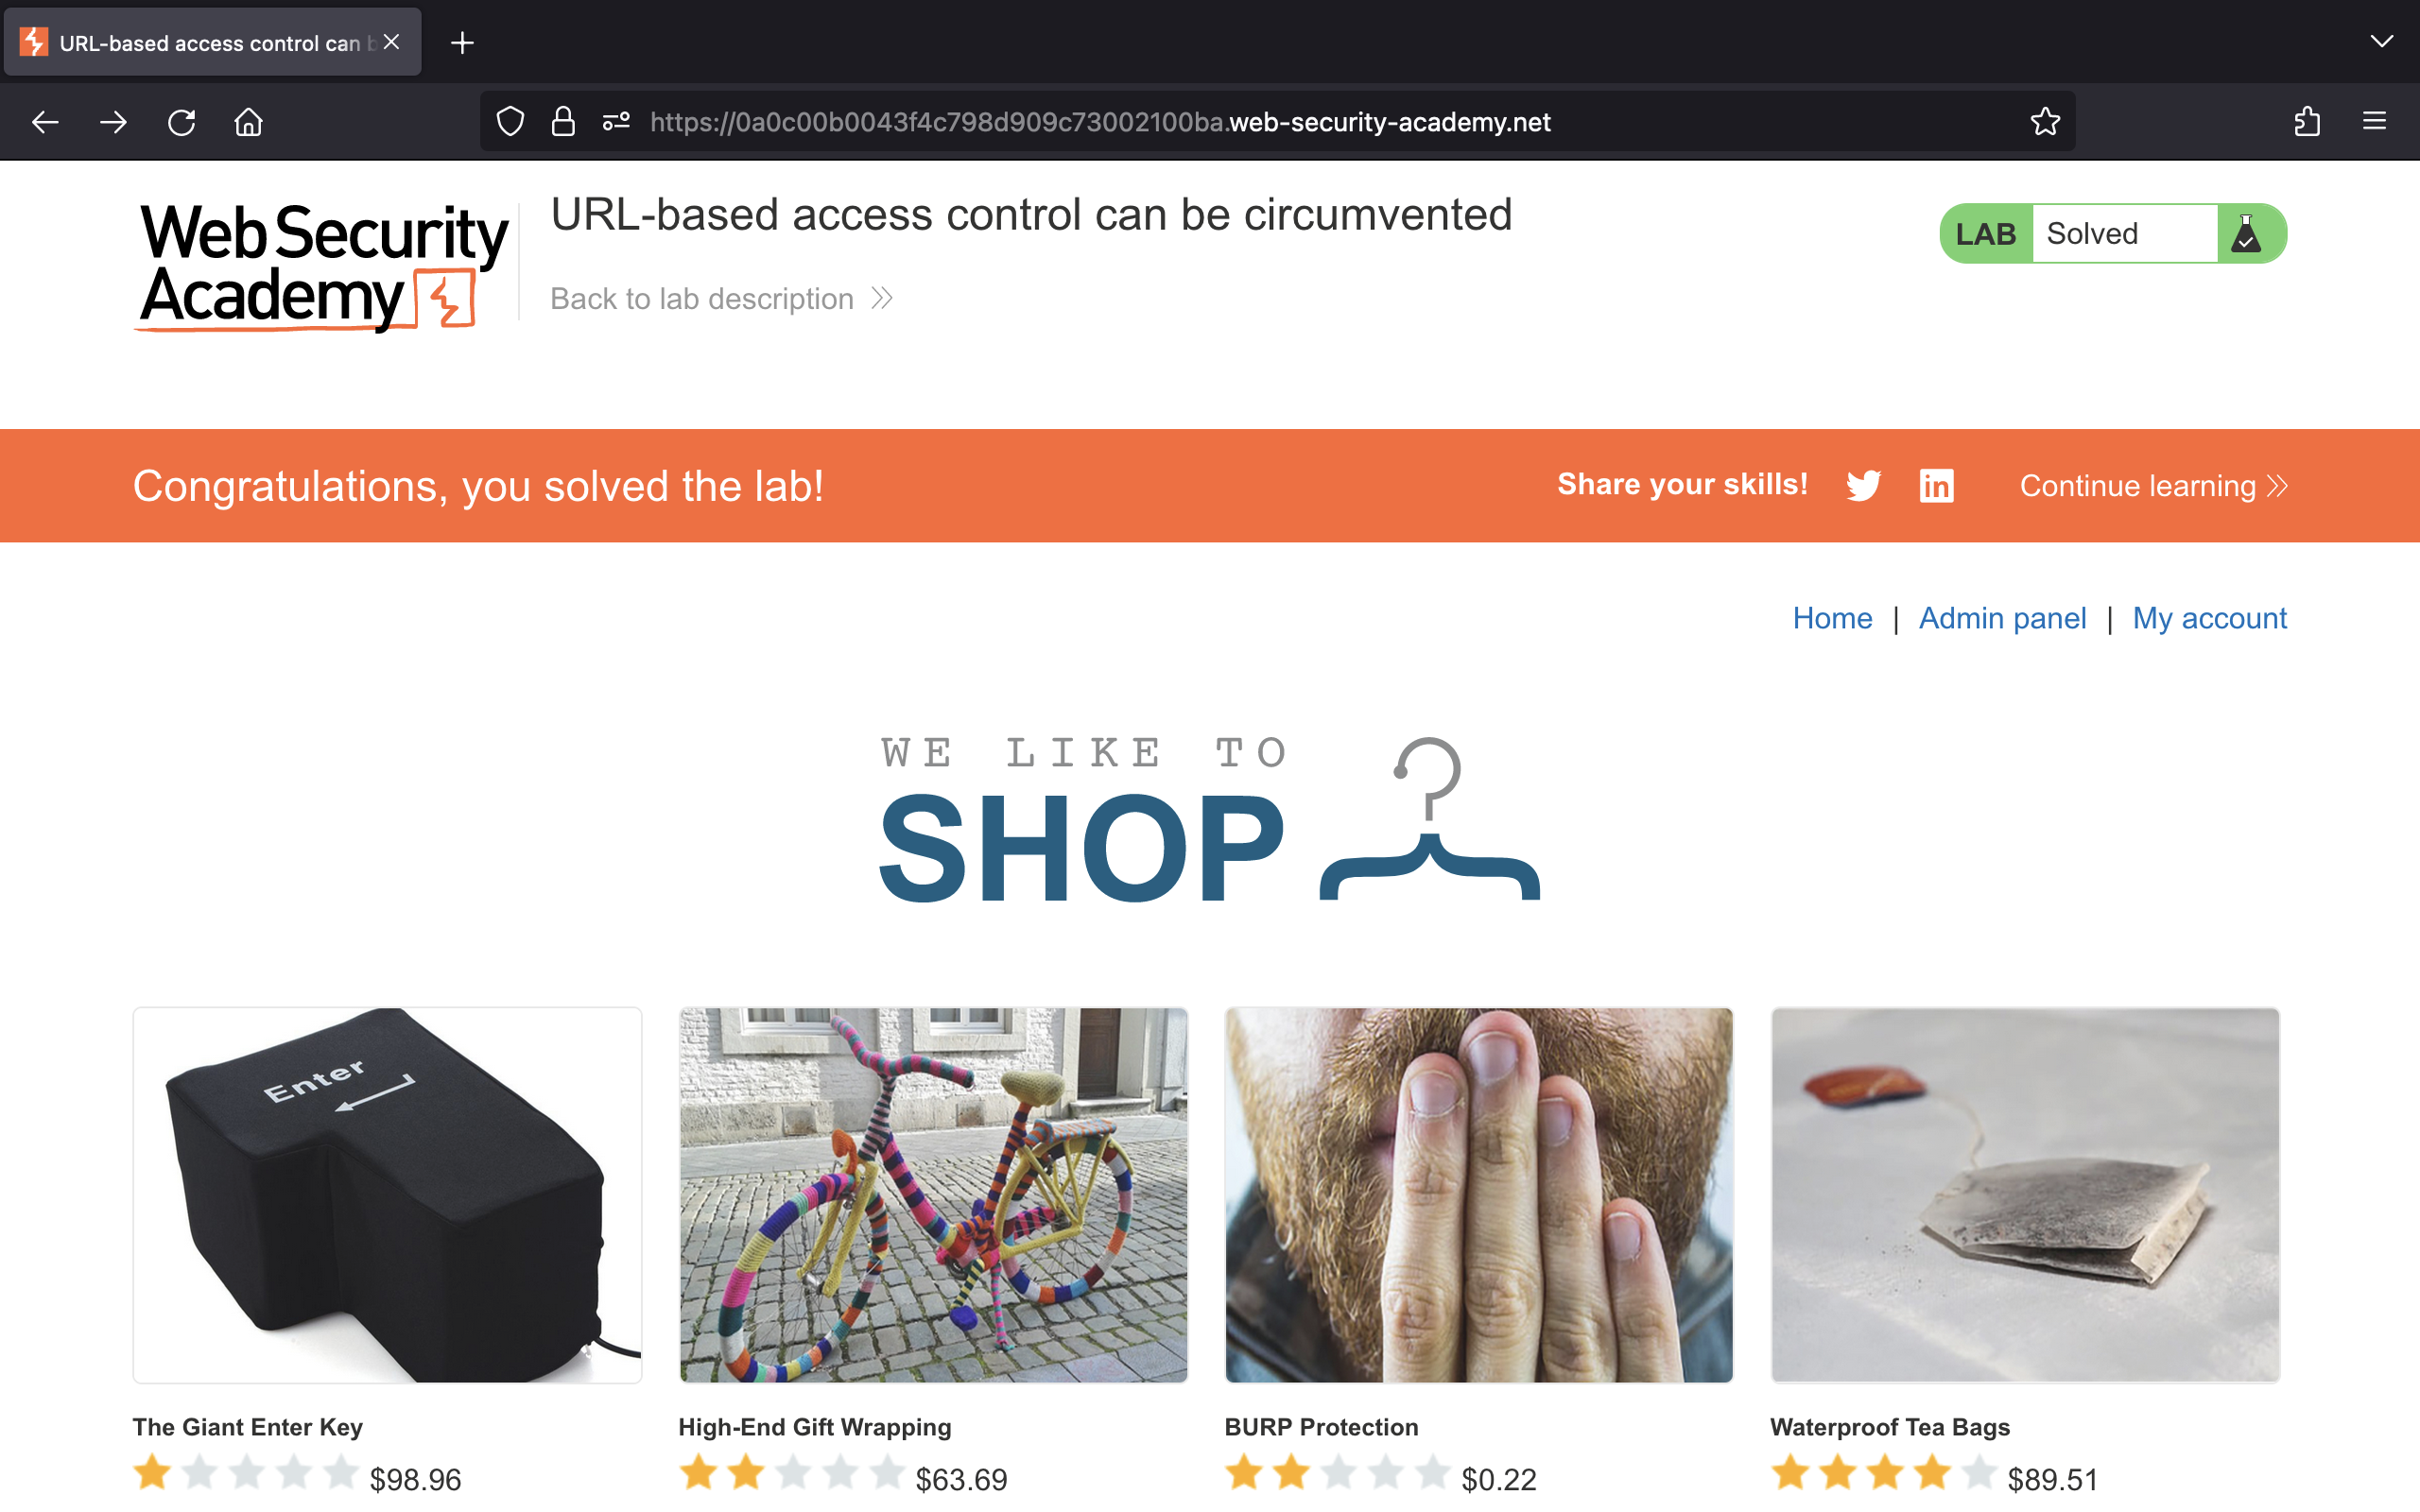 URL-based access control can b
https://0a0c00b0043f4c798d909c73002100ba.web-security-academy.net
Web Security
Academy
URL-based access control can be circumvented
Back to lab description
LAB Solved
Congratulations, you solved the lab!
Share your skills!
Continue learning
Home | Admin panel | My account
WE LIKE TO
SHOP
Enter
The Giant Enter Key
$98.96
High-End Gift Wrapping
$63.69
BURP Protection
$0.22
Waterproof Tea Bags
$89.51